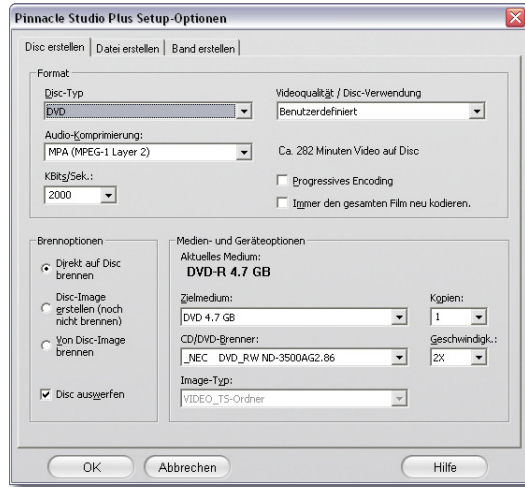 Pinnacle Studio Plus Setup-Optionen
Disc erstellen
Datei erstellen
Band erstellen
Format
Disc-Typ
DVD
Videoqualität / Disc-Verwendung
Benutzerdefiniert
Audio-Komprimierung:
MPA (MPEG-1 Layer 2)
Ca. 282 Minuten Video auf Disc
KBits/Sek.:
2000
Progressives Encoding
Immer den gesamten Film neu kodieren.
Brennoptionen
Direkt auf Disc
brennen
Disc-Image
erstellen (noch
nicht brennen)
Von Disc-Image
brennen
Disc auswerfen
Medien- und Geräteoptionen
Aktuelles Medium:
DVD-R 4.7 GB
Zielmedium:
DVD 4.7 GB
Kopien:
1
CD/DVD-Brenner:
_NEC DVD_RW ND-3500AG2.86
Geschwindigk.:
2X
Image-Typ:
VIDEO_TS-Ordner
OK
Abbrechen
Hilfe